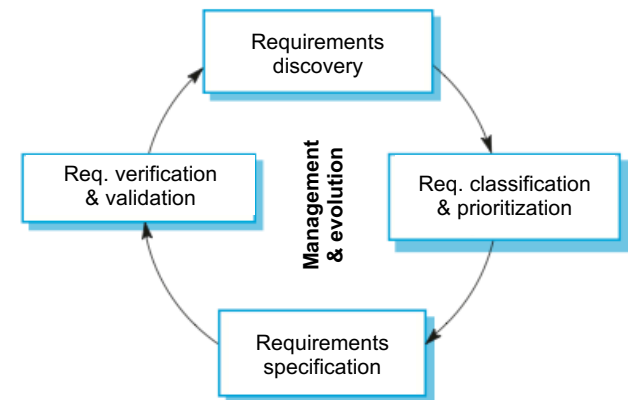 Requirements
discovery
Req. classification
& prioritization
Requirements
specification
Req. verification
& validation
Management
& evolution